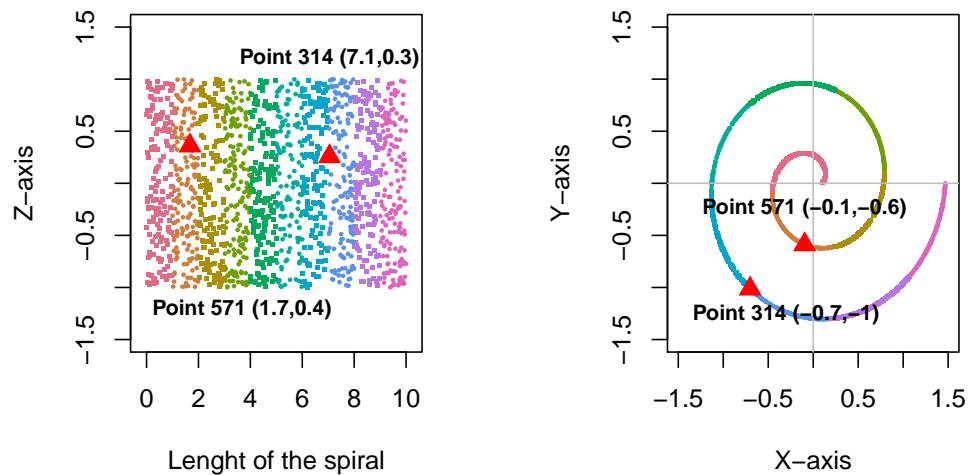 1.5
0.5
−0.5
−1.5
Z−axis
Point 314 (7.1,0.3)
Point 571 (1.7,0.4)
0 2 4 6 8 10
Lenght of the spiral
1.5
0.5
−0.5
−1.5
Y−axis
Point 571 (−0.1,−0.6)
Point 314 (−0.7,−1)
−1.5 −0.5 0.5 1.5
X−axis